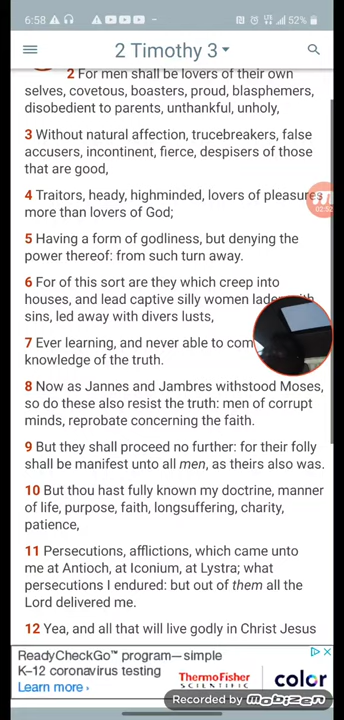 6:58
52%
2 Timothy 3
2 For men shall be lovers of their own
selves, covetous, boasters, proud, blasphemers,
disobedient to parents, unthankful, unholy,
3 Without natural affection, trucebreakers, false
accusers, incontinent, fierce, despisers of those
that are good,
4 Traitors, heady, highminded, lovers of pleasures
more than lovers of God;
02:52
5 Having a form of godliness, but denying the
power thereof: from such turn away.
6 For of this sort are they which creep into
houses, and lead captive silly women
sins, led away with divers lusts,
7 Ever learning, and never able to
knowledge of the truth.
8 Now as Jannes and Jambres withstood Moses,
so do these also resist the truth: men of corrupt
minds, reprobate concerning the faith.
9 But they shall proceed no further: for their folly
shall be manifest unto all men, as theirs also was.
10 But thou hast fully known my doctrine, manner
of life, purpose, faith, longsuffering, charity,
patience,
11 Persecutions, afflictions, which came unto
me at Antioch, at Iconium, at Lystra; what
persecutions I endured: but out of them all the
Lord delivered me.
12 Yea, and all that will live godly in Christ Jesus
ReadyCheckGo™ program—simple
K–12 coronavirus testing
Learn more ›
ThermoFisher
SCIENTIFIC
color
Recorded by Mobizen